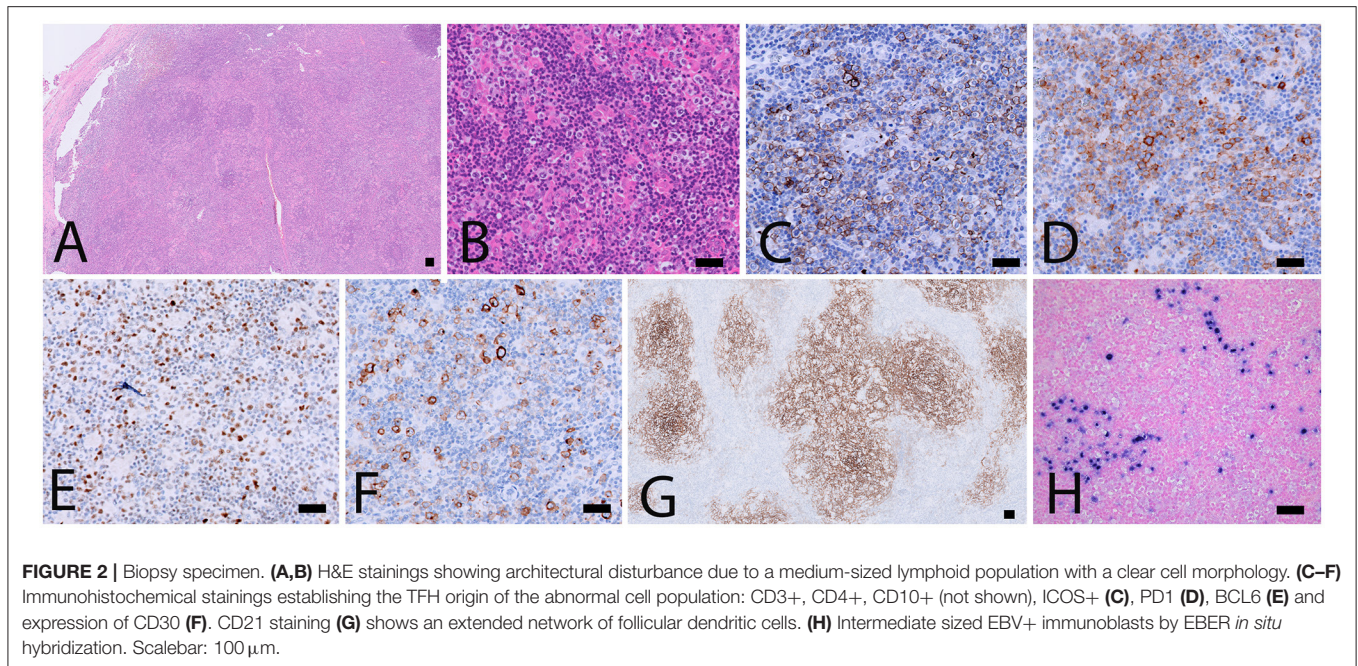 A
B
C
D
E
F
G
H
FIGURE 2 | Biopsy specimen. (A,B) H&E stainings showing architectural disturbance due to a medium-sized lymphoid population with a clear cell morphology. (C–F)
Immunohistochemical stainings establishing the TFH origin of the abnormal cell population: CD3+, CD4+, CD10+ (not shown), ICOS+ (C), PD1 (D), BCL6 (E) and
expression of CD30 (F). CD21 staining (G) shows an extended network of follicular dendritic cells. (H) Intermediate sized EBV+ immunoblasts by EBER in situ
hybridization. Scalebar: 100 μm.